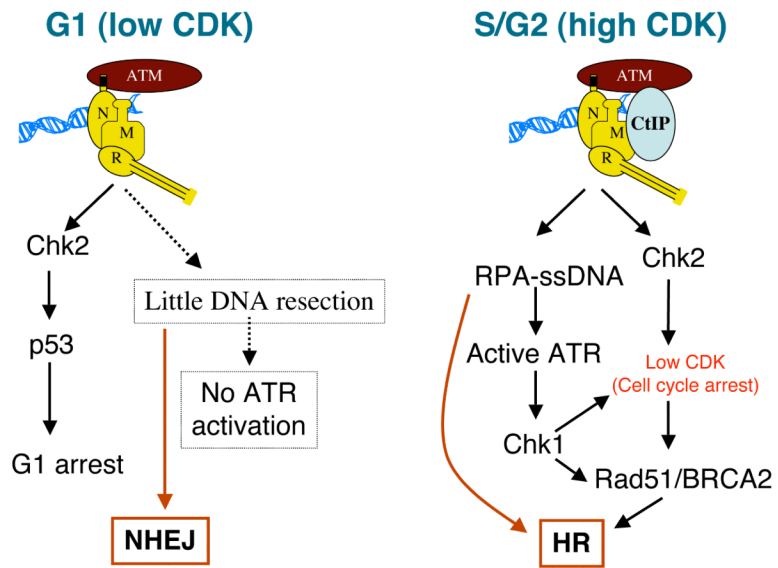 G1 (low CDK)
ATM
N
M
R
Chk2
Little DNA resection
p53
No ATR
activation
G1 arrest
NHEJ
S/G2 (high CDK)
ATM
N
M
CtIP
R
RPA-ssDNA
Chk2
Active ATR
Low CDK
(Cell cycle arrest)
Chk1
Rad51/BRCA2
HR